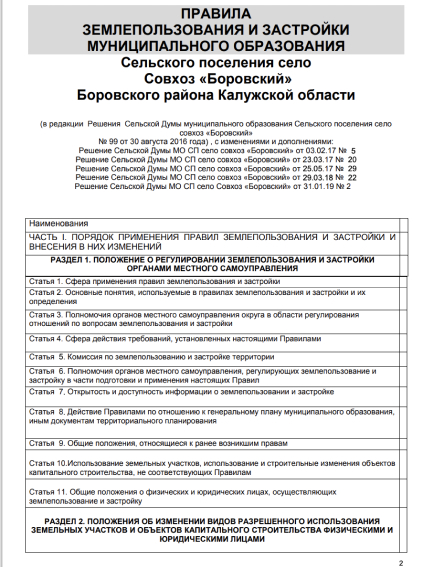 ПРАВИЛА
ЗЕМЛЕПОЛЬЗОВАНИЯ И ЗАСТРОЙКИ
МУНИЦИПАЛЬНОГО ОБРАЗОВАНИЯ
Сельского поселения село
Совхоз «Боровский»
Боровского района Калужской области
(в редакции Решения Сельской Думы муниципального образования Сельского поселения село
совхоз «Боровский»
№ 99 от 30 августа 2016года) , с изменениями и дополнениями:
Решение Сельской Думы МО СП село совхоз «Боровский» от 03.02.17 № 5
Решение Сельской Думы МО СП село совхоз «Боровский» от 23.03.17 № 20
Решение Сельской Думы МО СП село совхоз «Боровский» от 25.05.17 № 29
Решение Сельской Думы МО СП село совхоз «Боровский» от 29.03.18 № 22
Решение Сельской Думы МО СП село совхоз «Боровский» от 31.01.19 № 2
Наименования
ЧАСТЬ I. ПОРЯДОК ПРИМЕНЕНИЯ ПРАВИЛ ЗЕМЛЕПОЛЬЗОВАНИЯ И ЗАСТРОЙКИ И
ВНЕСЕНИЯ В НИХ ИЗМЕНЕНИЙ
РАЗДЕЛ 1. ПОЛОЖЕНИЕ О РЕГУЛИРОВАНИИ ЗЕМЛЕПОЛЬЗОВАНИЯ И ЗАСТРОЙКИ
ОРГАНАМИ МЕСТНОГО САМОУПРАВЛЕНИЯ
Статья 1. Сфера применения правил землепользования и застройки
Статья 2. Основные понятия, используемые в правилах землепользования и застройки и их
определения
Статья 3. Полномочия органов местного самоуправления округа в области регулирования
отношений по вопросам землепользования и застройки
Статья 4. Сфера действия требований, установленных настоящими Правилами
Статья 5. Комиссия по землепользованию и застройке территории
Статья 6. Полномочия органов местного самоуправления, регулирующих землепользование и
застройку в части подготовки и применения настоящих Правил
Статья 7. Открытость и доступность информации о землепользовании и застройке
Статья 8. Действие Правилами по отношению к генеральному плану муниципального образования,
иным документам территориального планирования
Статья 9. Общие положения, относящиеся к ранее возникшим правам
Статья 10.Использование земельных участков, использование и строительные изменения объектов
капитального строительства, не соответствующих Правилам
Статья 11. Общие положения о физических и юридических лицах, осуществляющих
землепользование и застройку
РАЗДЕЛ 2. ПОЛОЖЕНИЯ ОБ ИЗМЕНЕНИИ ВИДОВ РАЗРЕШЕННОГО ИСПОЛЬЗОВАНИЯ
ЗЕМЕЛЬНЫХ УЧАСТКОВ И ОБЪЕКТОВ КАПИТАЛЬНОГО СТРОИТЕЛЬСТВА ФИЗИЧЕСКИМИ И
ЮРИДИЧЕСКИМИ ЛИЦАМИ
2